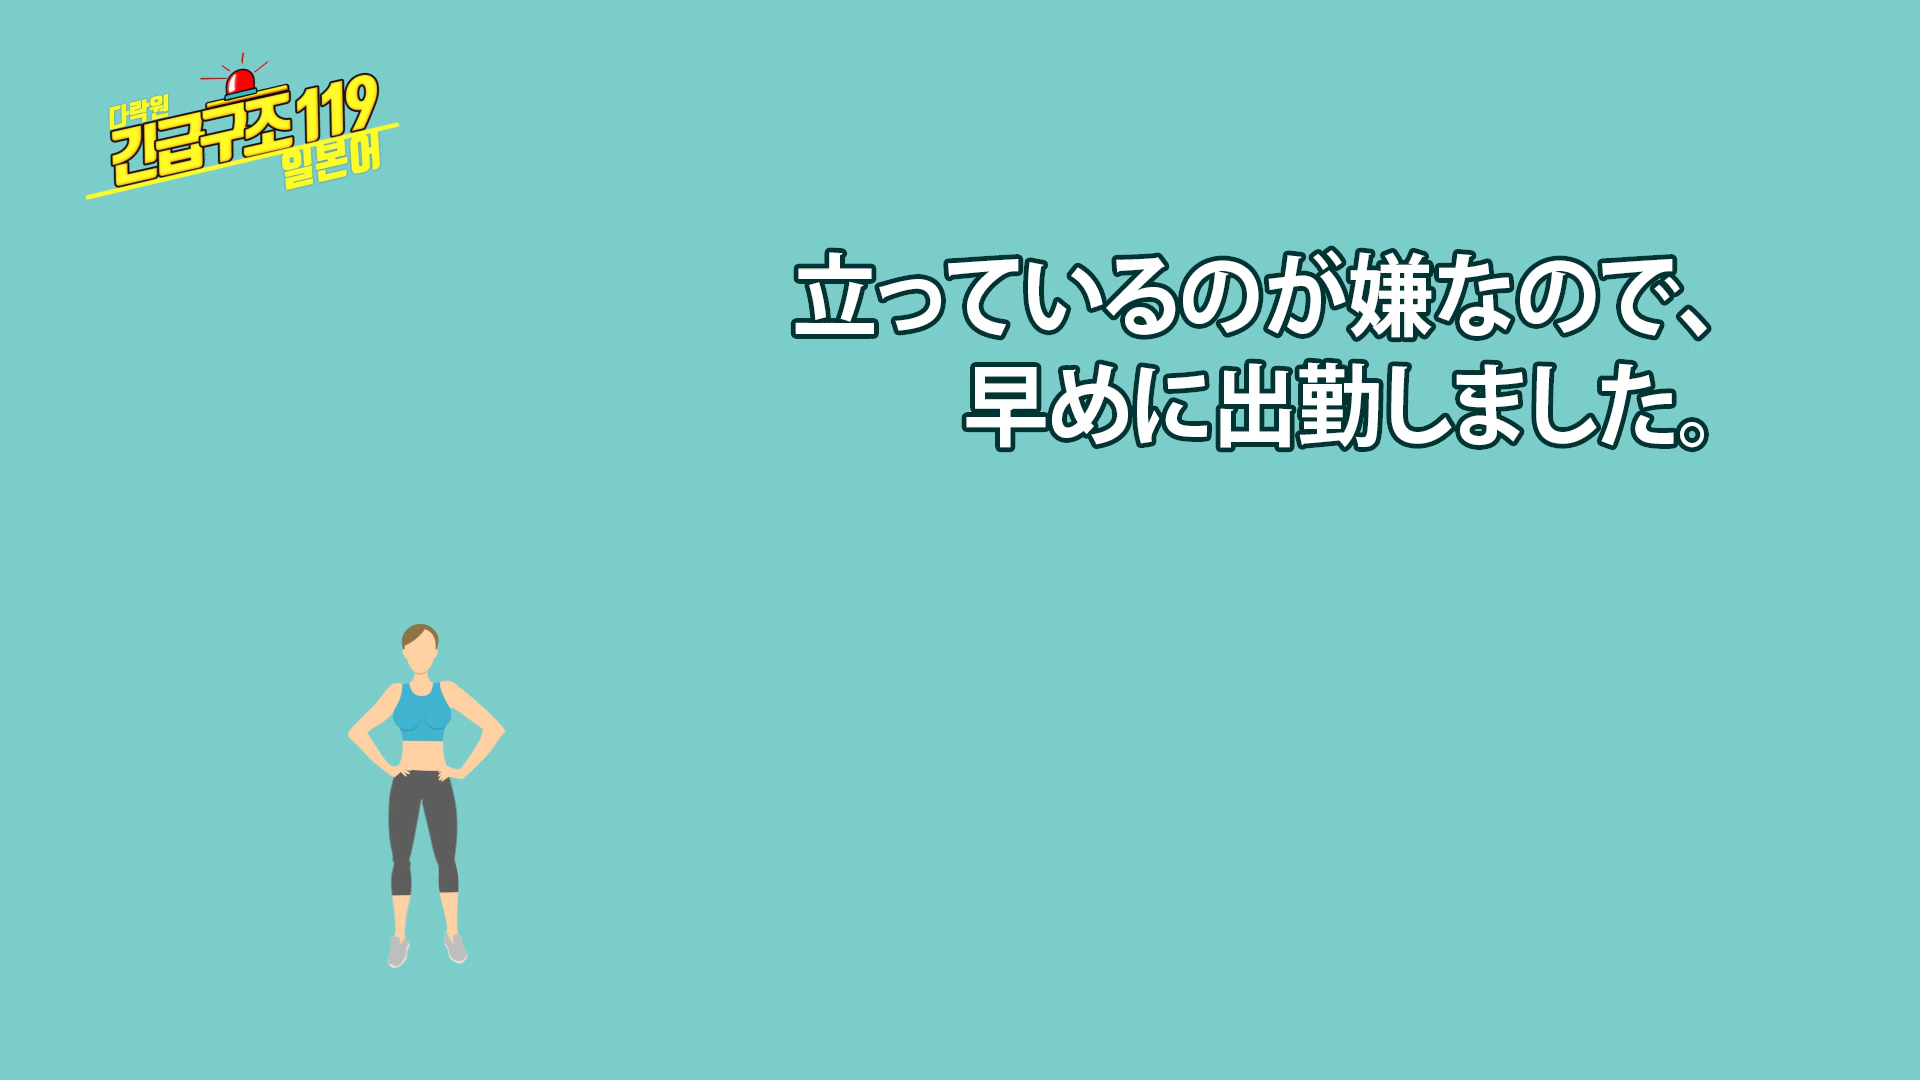 다락원
긴급구조119
일본어
立っているのが嫌なので、
早めに出勤しました。